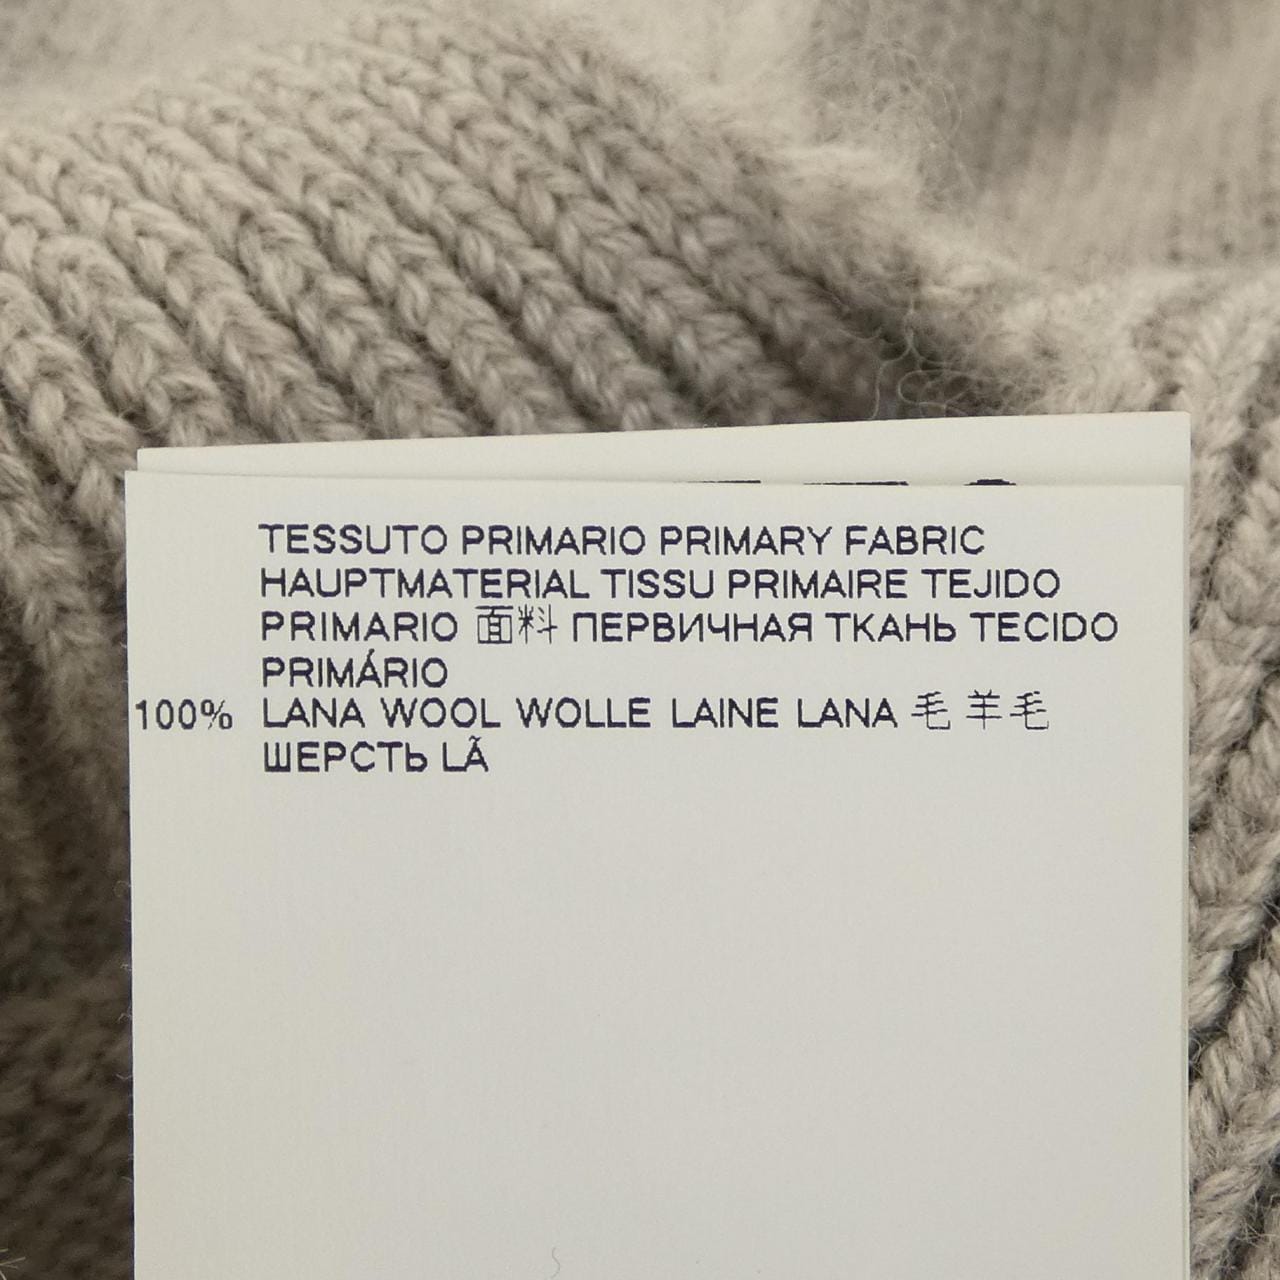 TESSUTO PRIMARIO PRIMARY FABRIC
HAUPTMATERIAL TISSU PRIMAIRE TEJIDO
PRIMARIO 面料 ПЕРВИЧНАЯ ТКАНЬ TECIDO
PRIMÁRIO
100% LANA WOOL WOLLE LAINE LANA 毛 羊毛
ШЕРСТЬ LÃ